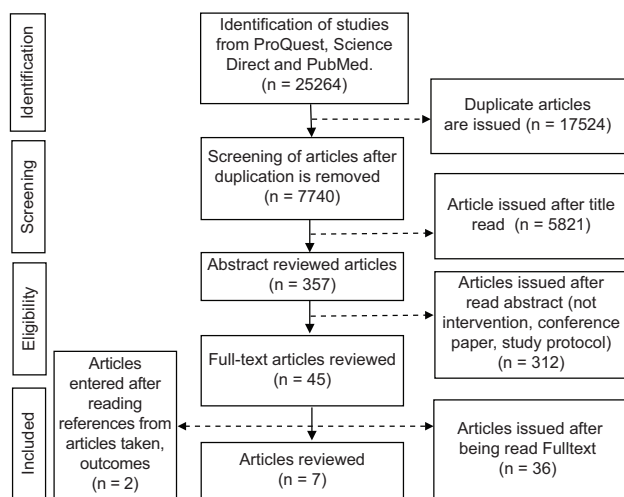 Identification
Identification of studies
from ProQuest, Science
Direct and PubMed.
(n = 25264)
Duplicate articles
are issued (n = 17524)
Screening
Screening of articles after
duplication is removed
(n = 7740)
Article issued after title
read (n = 5821)
Eligibility
Abstract reviewed articles
(n = 357)
Articles issued after
read abstract (not
intervention, conference
paper, study protocol)
(n = 312)
Full-text articles reviewed
(n = 45)
Included
Articles
entered after
reading
references from
articles taken,
outcomes
(n = 2)
Articles issued after
being read Fulltext
(n = 36)
Articles reviewed
(n = 7)